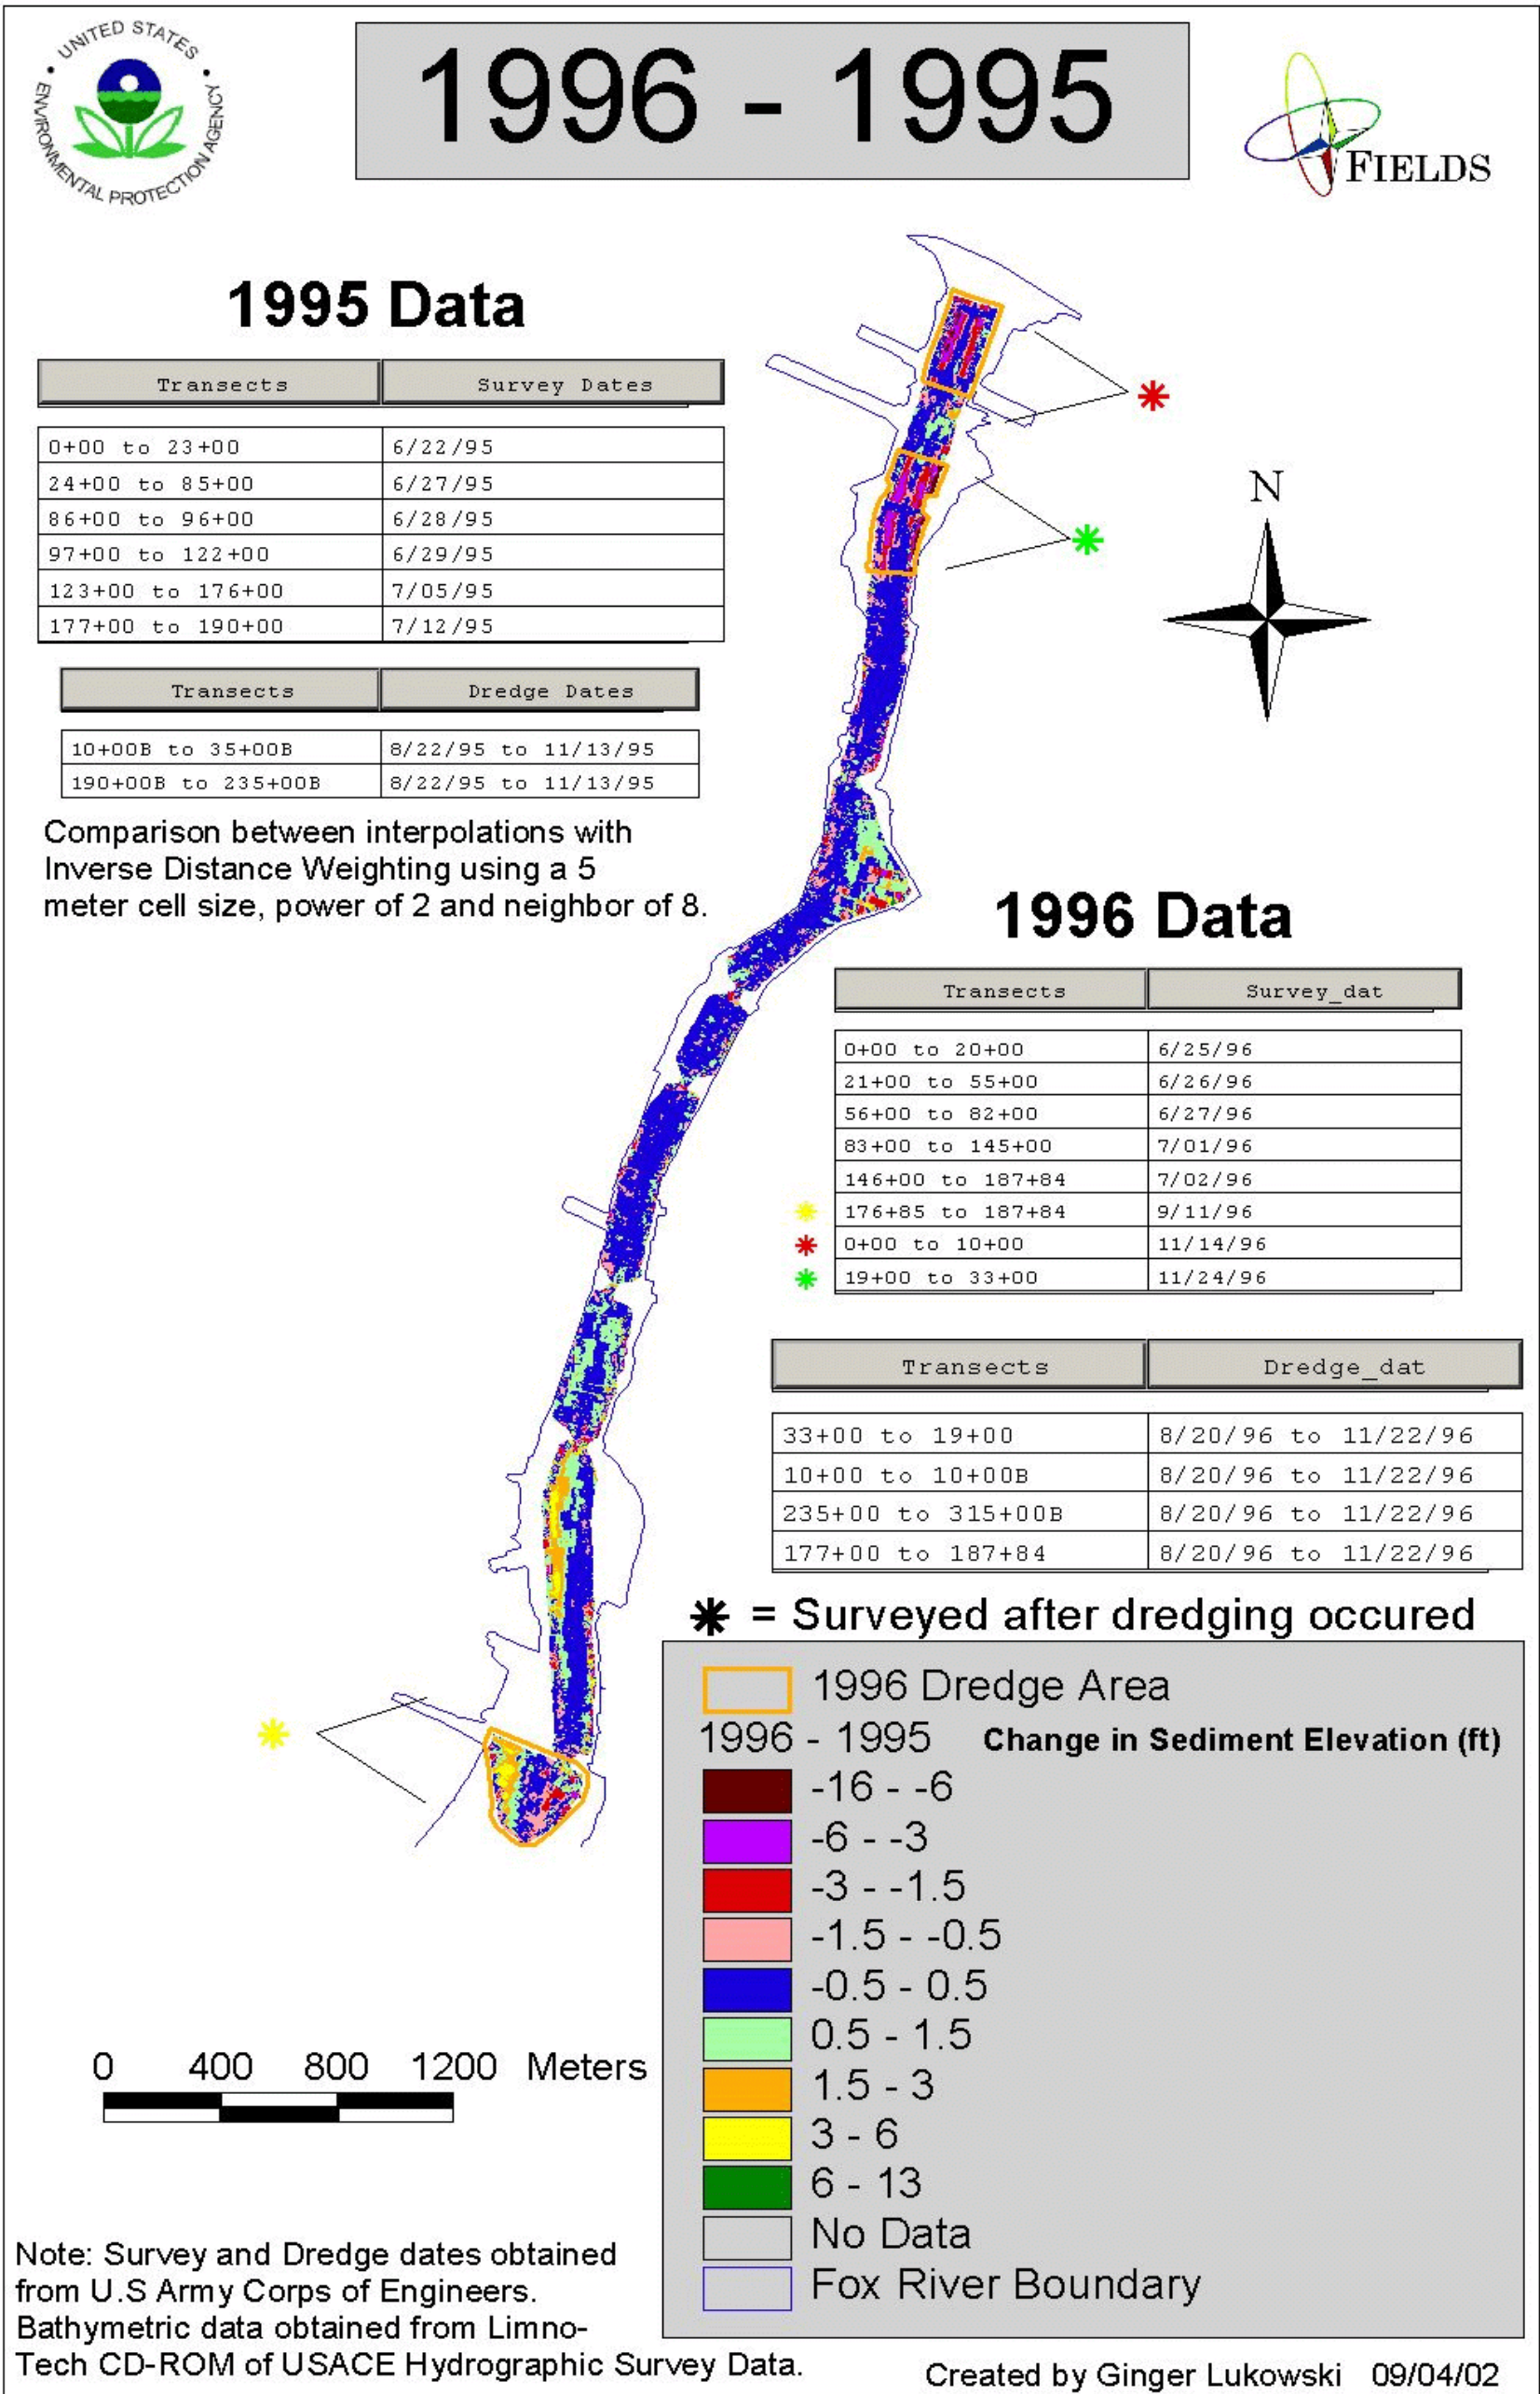 UNITED STATES
ENVIRONMENTAL PROTECTION AGENCY
1996 - 1995
FIELDS
1995 Data
Transects Survey Dates
0+00 to 23+00 6/22/95
24+00 to 85+00 6/27/95
86+00 to 96+00 6/28/95
97+00 to 122+00 6/29/95
123+00 to 176+00 7/05/95
177+00 to 190+00 7/12/95
Transects Dredge Dates
10+00B to 35+00B 8/22/95 to 11/13/95
190+00B to 235+00B 8/22/95 to 11/13/95
Comparison between interpolations with
Inverse Distance Weighting using a 5
meter cell size, power of 2 and neighbor of 8.
N
1996 Data
Transects Survey_dat
0+00 to 20+00 6/25/96
21+00 to 55+00 6/26/96
56+00 to 82+00 6/27/96
83+00 to 145+00 7/01/96
146+00 to 187+84 7/02/96
176+85 to 187+84 9/11/96
0+00 to 10+00 11/14/96
19+00 to 33+00 11/24/96
Transects Dredge_dat
33+00 to 19+00 8/20/96 to 11/22/96
10+00 to 10+00B 8/20/96 to 11/22/96
235+00 to 315+00B 8/20/96 to 11/22/96
177+00 to 187+84 8/20/96 to 11/22/96
* = Surveyed after dredging occured
1996 Dredge Area
1996 - 1995 Change in Sediment Elevation (ft)
-16 - -6
-6 - -3
-3 - -1.5
-1.5 - -0.5
-0.5 - 0.5
0.5 - 1.5
1.5 - 3
3 - 6
6 - 13
No Data
Fox River Boundary
0 400 800 1200 Meters
Note: Survey and Dredge dates obtained
from U.S Army Corps of Engineers.
Bathymetric data obtained from Limno-
Tech CD-ROM of USACE Hydrographic Survey Data.
Created by Ginger Lukowski 09/04/02